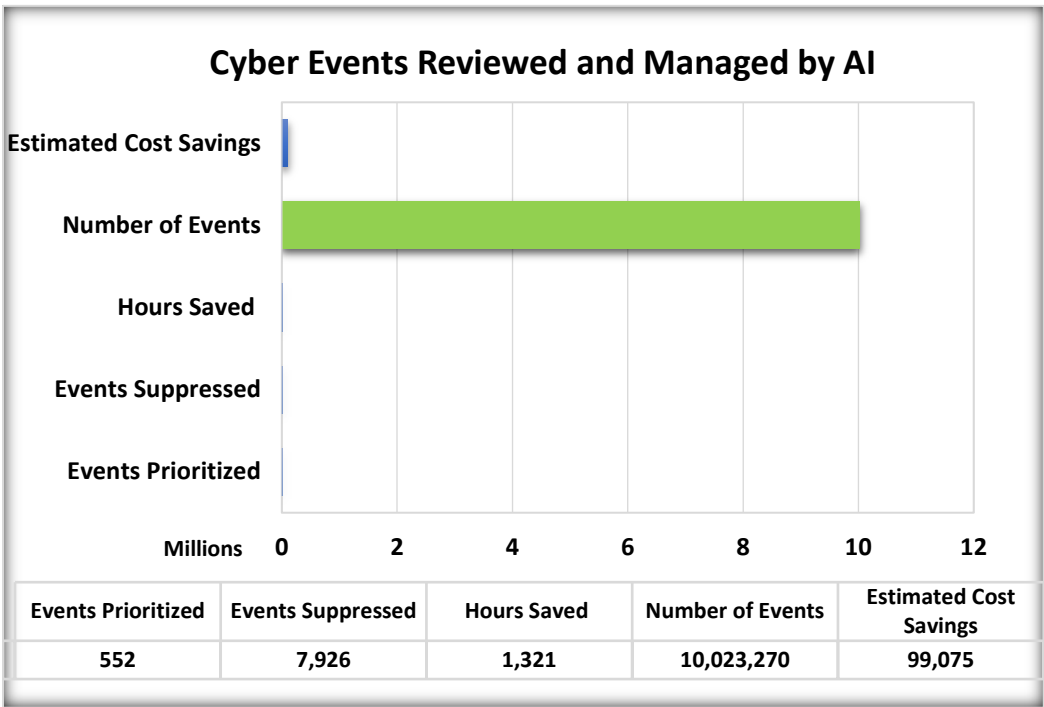 Cyber Events Reviewed and Managed by AI
Estimated Cost Savings
Number of Events
Hours Saved
Events Suppressed
Events Prioritized
Millions 0 2 4 6 8 10 12
Events Prioritized Events Suppressed Hours Saved Number of Events Estimated Cost Savings
552 7,926 1,321 10,023,270 99,075